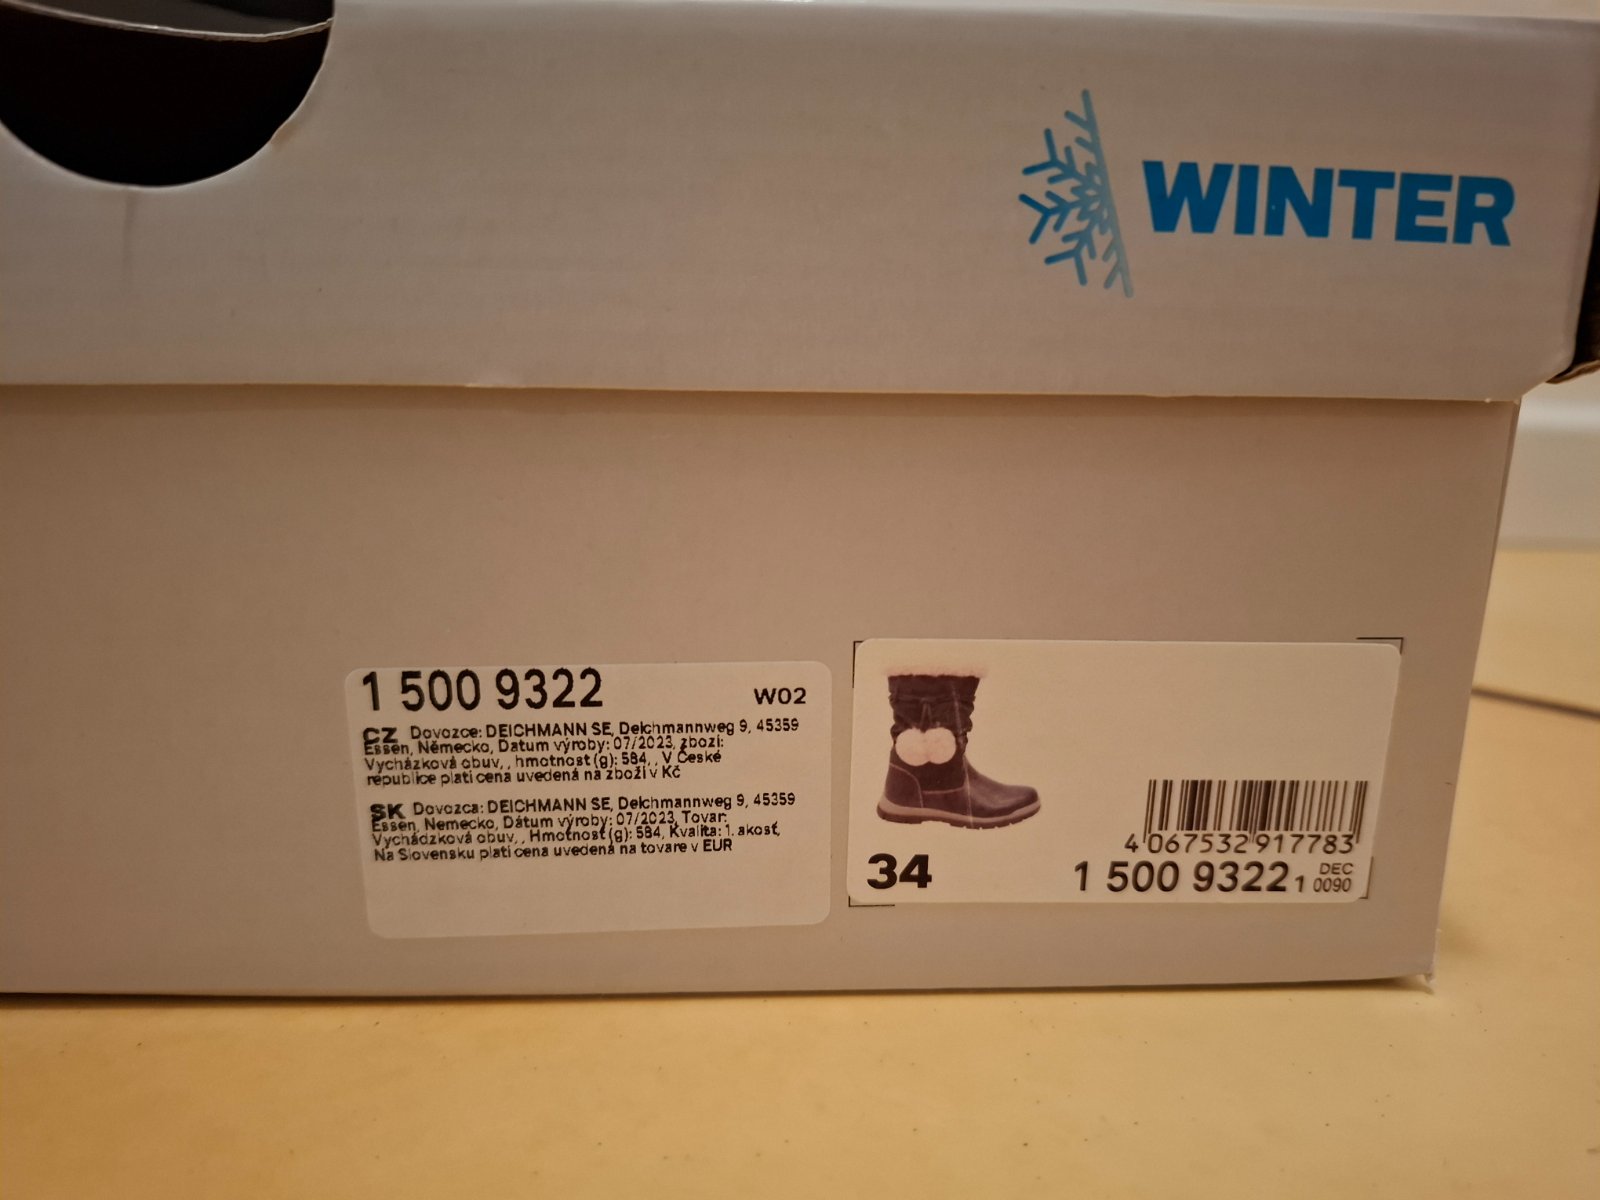 WINTER
1 500 9322
W02
CZ Dovozce: DEICHMANN SE, Deichmannweg 9, 45359
Essen, Německo, Datum výroby: 07/2023, zboží:
Vycházková obuv, , hmotnost (g): 584, , V České
republice platí cena uvedená na zboží v Kč
SK Dovozca: DEICHMANN SE, Deichmannweg 9, 45359
Essen, Nemecko, Dátum výroby: 07/2023, Tovar:
Vychádzková obuv, , Hmotnosť (g): 584, Kvalita: 1. akosť,
Na Slovensku platí cena uvedená na tovare v EUR
4 067532 917783
34
1 500 9322 1 DEC 0090